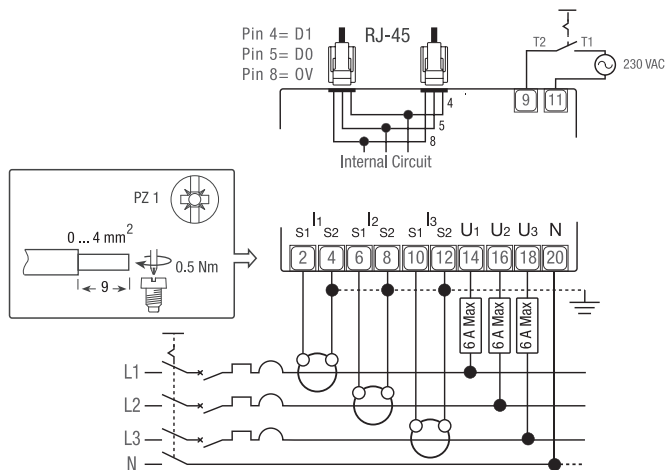 Pin 4= D1
Pin 5= D0
Pin 8= 0V
RJ-45
4
5
8
Internal Circuit
T2 T1
230 VAC
9 11
PZ 1
0 ... 4 mm²
9
0.5 Nm
I1 I2 I3 U1 U2 U3 N
S1 S2 S1 S2 S1 S2
2 4 6 8 10 12 14 16 18 20
6 A Max 6 A Max 6 A Max
L1
L2
L3
N